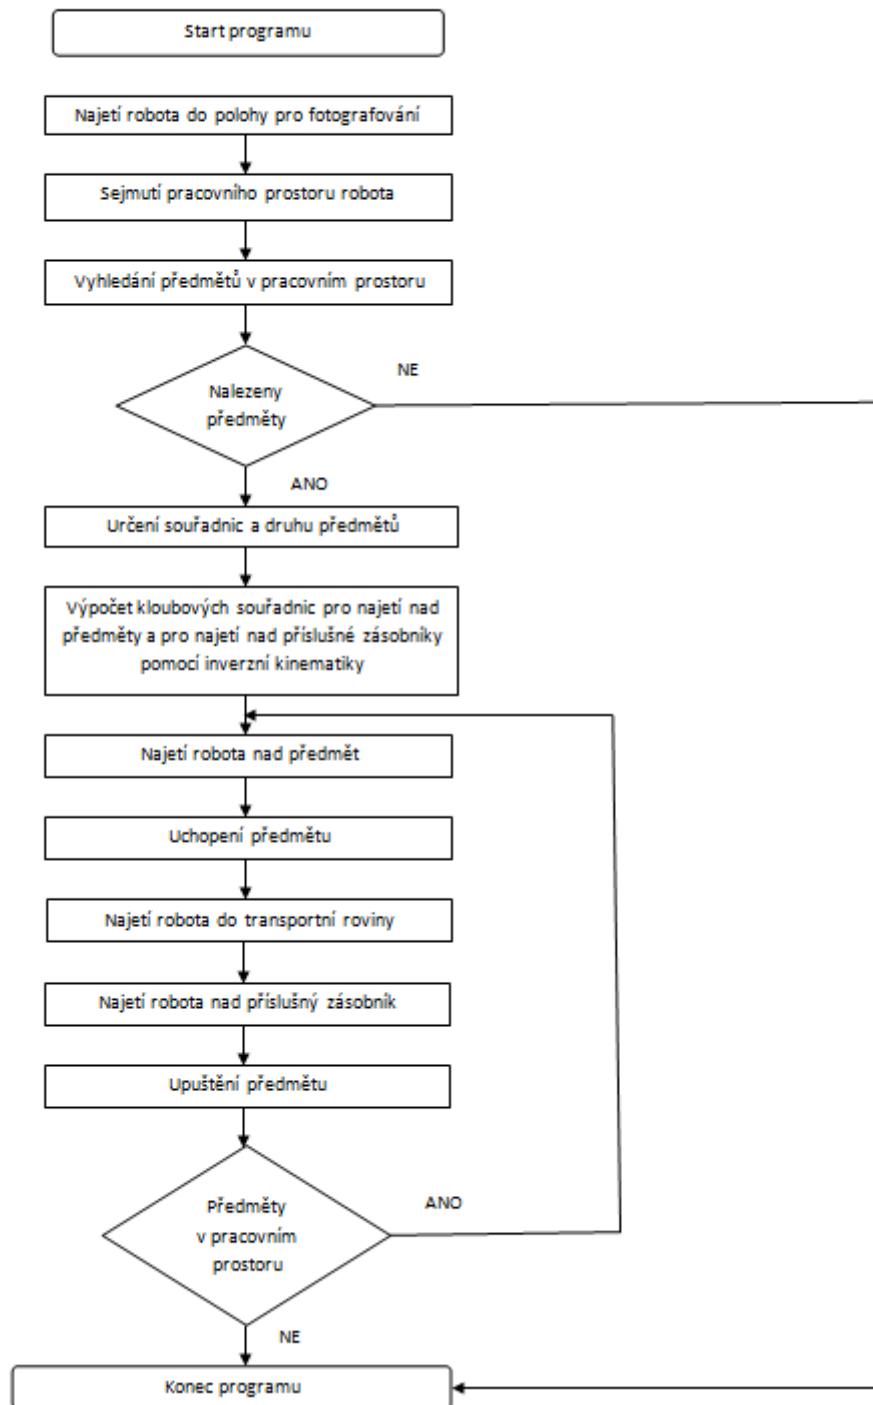 Start programu
Najetí robota do polohy pro fotografování
Sejmutí pracovního prostoru robota
Vyhledání předmětů v pracovním prostoru
NE
Nalezeny
předměty
ANO
Určení souřadnic a druhu předmětů
Výpočet kloubových souřadnic pro najetí nad
předměty a pro najetí nad příslušné zásobníky
pomocí inverzní kinematiky
Najetí robota nad předmět
Uchopení předmětu
Najetí robota do transportní roviny
Najetí robota nad příslušný zásobník
Upuštění předmětu
Předměty
v pracovním
prostoru
ANO
NE
Konec programu